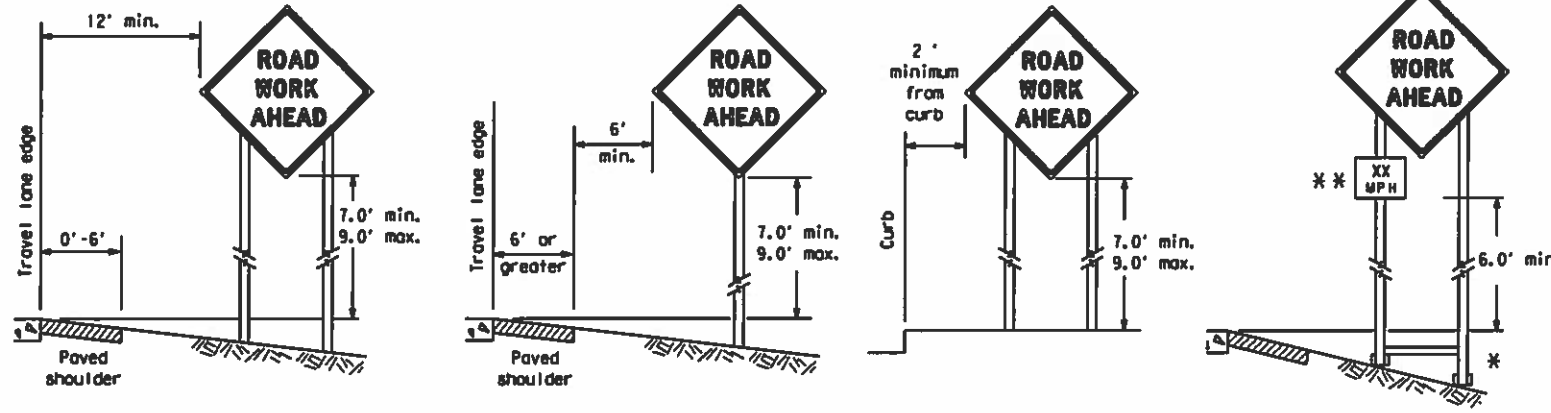 12' min.
ROAD
WORK
AHEAD
Travel lane edge
0'-6'
7.0' min.
9.0' max.
Paved
shoulder
ROAD
WORK
AHEAD
Travel lane edge
6'
min.
6' or
greater
7.0' min.
9.0' max.
Paved
shoulder
2'
minimum
from
curb
ROAD
WORK
AHEAD
Curb
7.0' min.
9.0' max.
ROAD
WORK
AHEAD
* *
XX
MPH
6.0' min
*